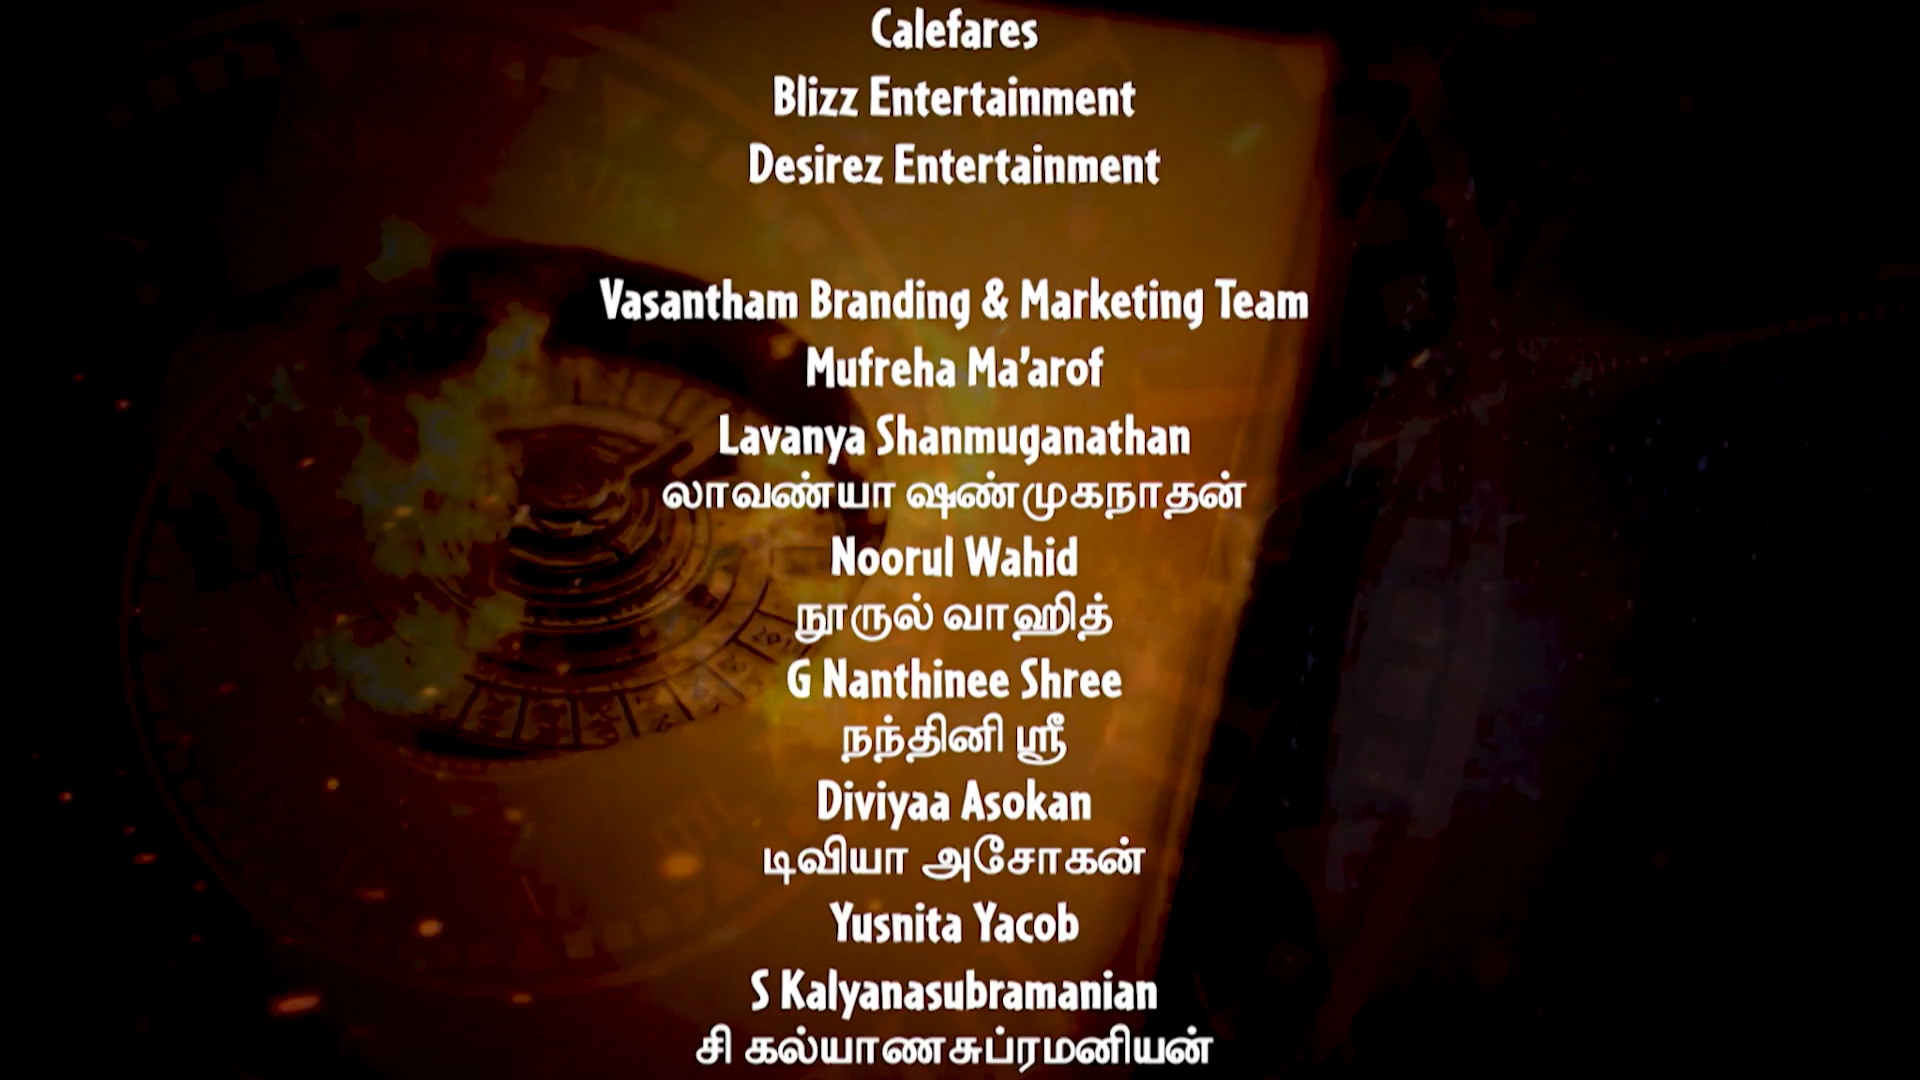 Calefares
Blizz Entertainment
Desirez Entertainment
Vasantham Branding & Marketing Team
Mufreha Ma'arof
Lavanya Shanmuganathan
லாவண்யா ஷண்முகநாதன்
Noorul Wahid
நூருல் வாஹித்
G Nanthinee Shree
நந்தினி ஸ்ரீ
Diviyaa Asokan
டிவியா அசோகன்
Yusnita Yacob
S Kalyanasubramanian
சி கல்யாணசுப்ரமனியன்